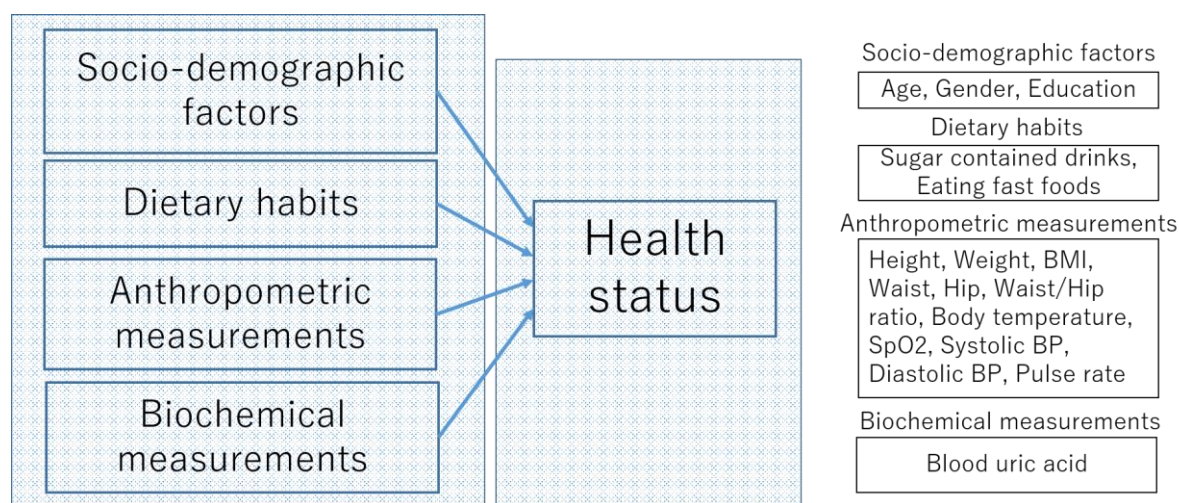 Socio-demographic
factors
Dietary habits
Anthropometric
measurements
Biochemical
measurements
Health
status
Socio-demographic factors
Age, Gender, Education
Dietary habits
Sugar contained drinks,
Eating fast foods
Anthropometric measurements
Height, Weight, BMI,
Waist, Hip, Waist/Hip
ratio, Body temperature,
SpO2, Systolic BP,
Diastolic BP, Pulse rate
Biochemical measurements
Blood uric acid